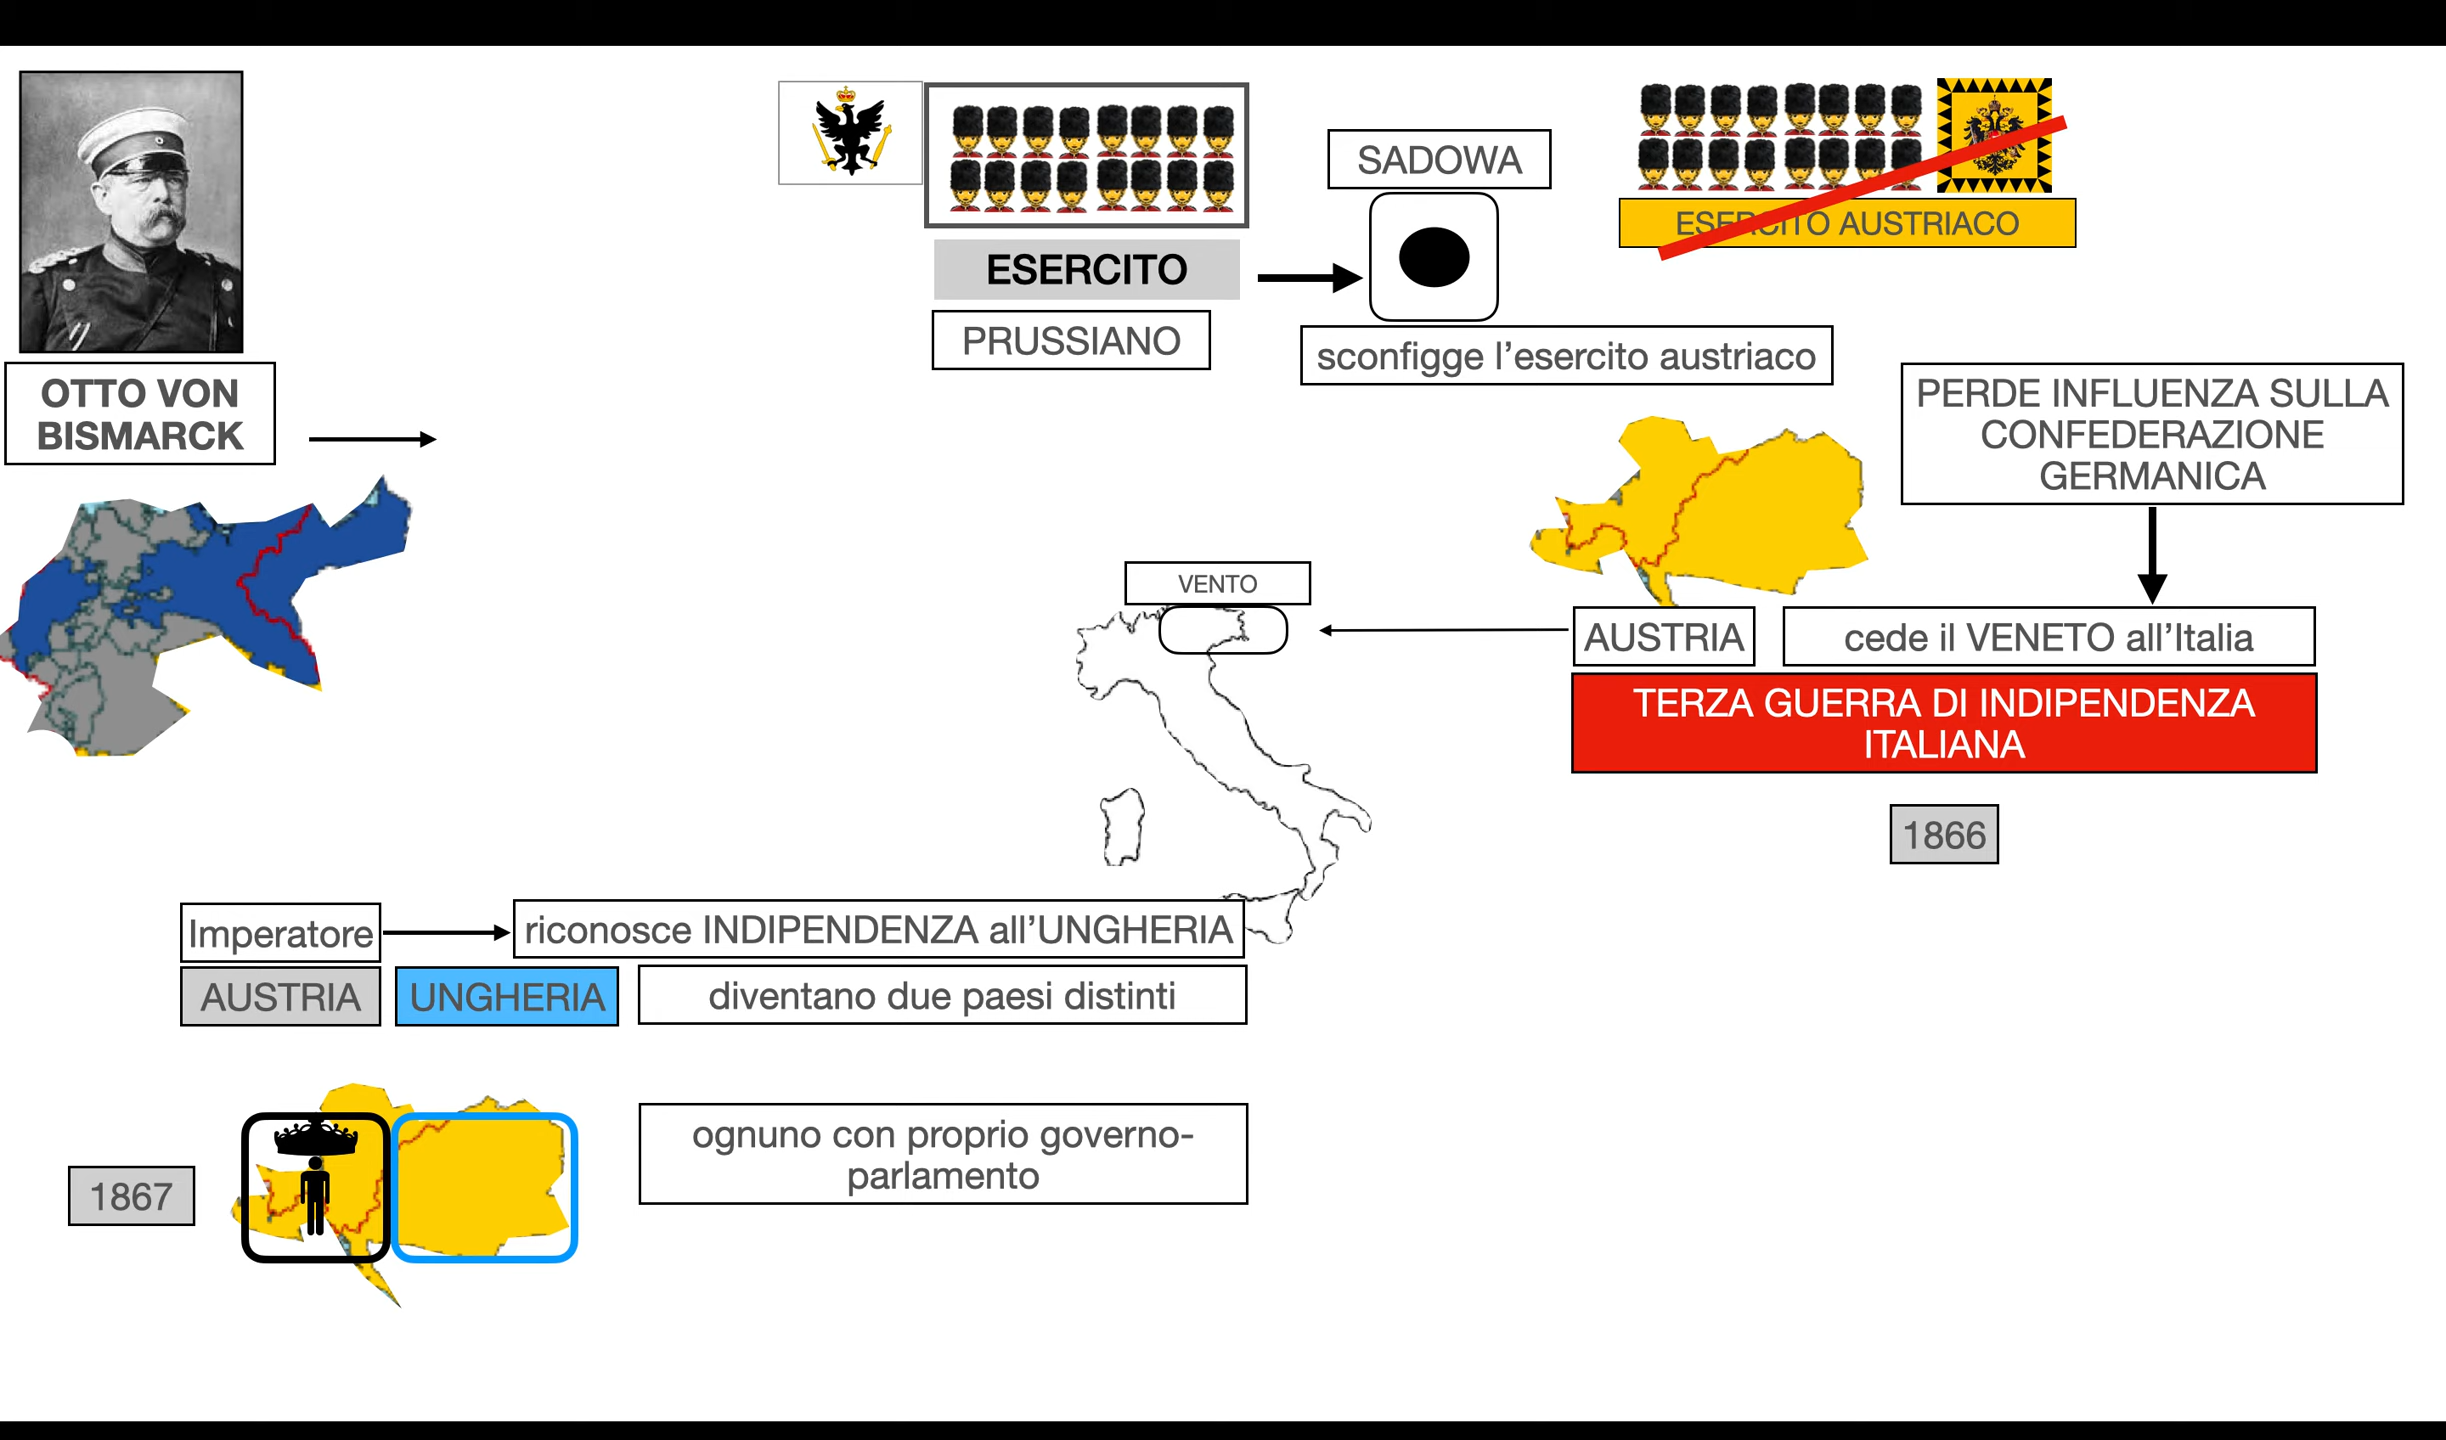 SADOWA
ESERCITO AUSTRIACO
ESERCITO
PRUSSIANO
sconfigge l'esercito austriaco
OTTO VON
BISMARCK
PERDE INFLUENZA SULLA
CONFEDERAZIONE
GERMANICA
VENTO
AUSTRIA
cede il VENETO all'Italia
TERZA GUERRA DI INDIPENDENZA
ITALIANA
1866
Imperatore
riconosce INDIPENDENZA all'UNGHERIA
AUSTRIA
UNGHERIA
diventano due paesi distinti
ognuno con proprio governo-
parlamento
1867